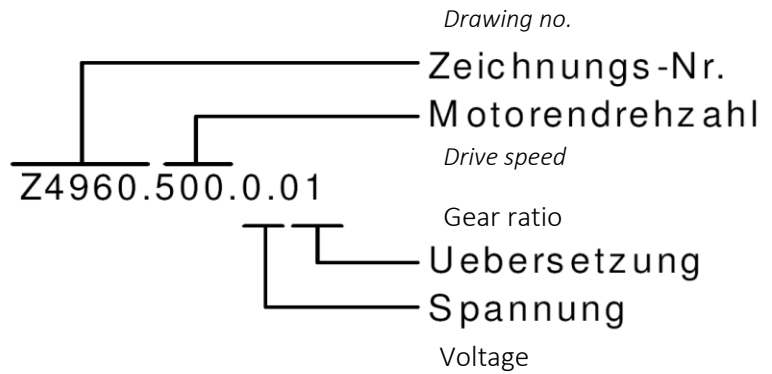 Drawing no.
Zeichnungs-Nr.
Motorendrehzahl
Drive speed
Z4960.500.0.01
Gear ratio
Uebersetzung
Spannung
Voltage